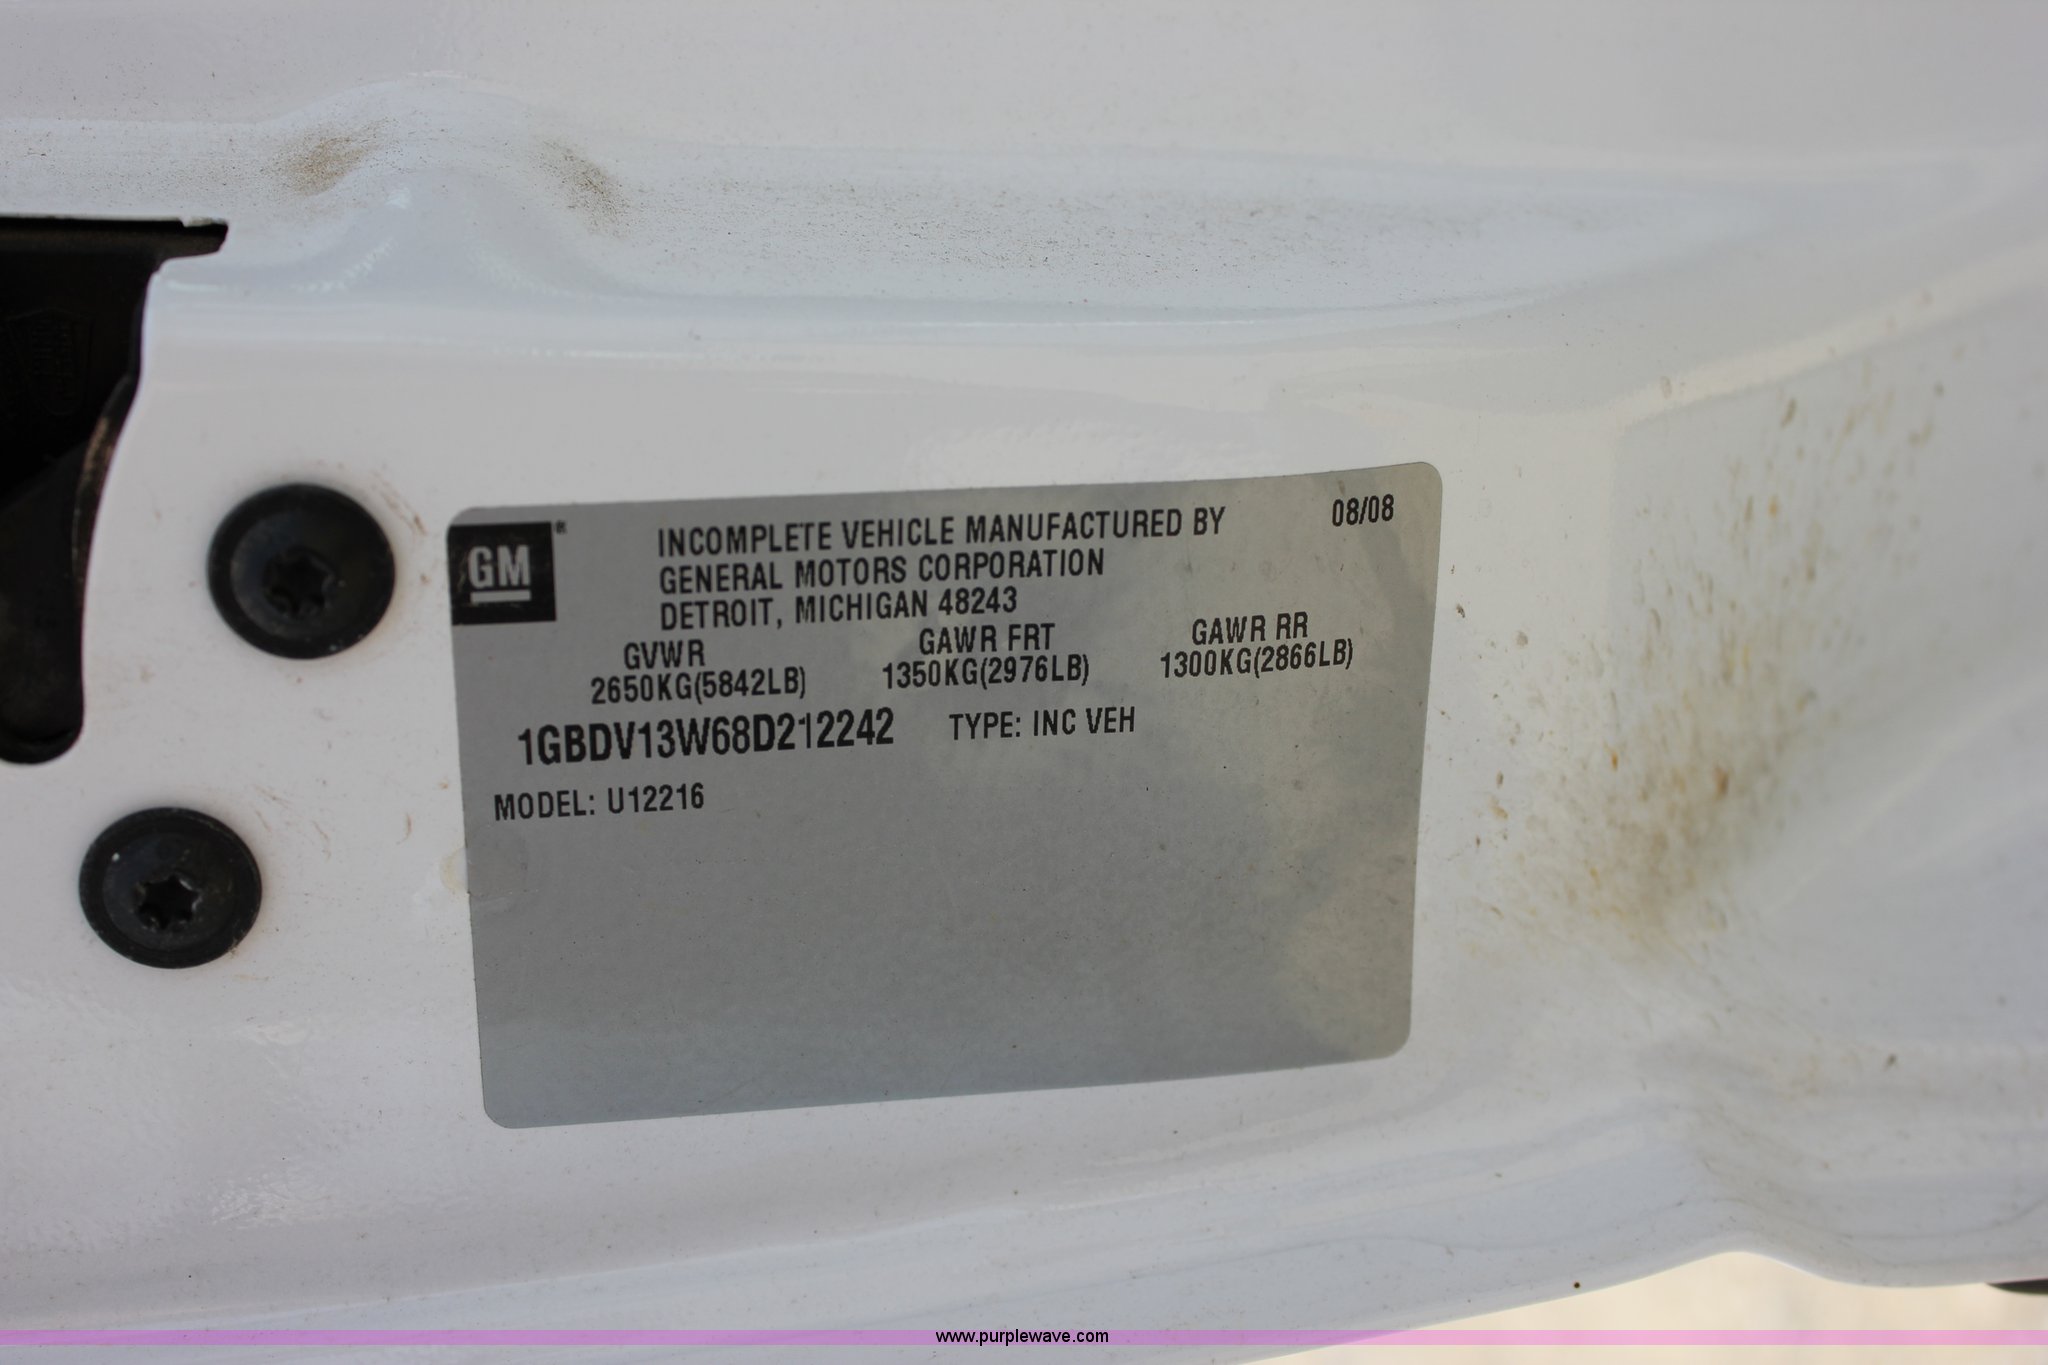 GM®
INCOMPLETE VEHICLE MANUFACTURED BY 08/08
GENERAL MOTORS CORPORATION
DETROIT, MICHIGAN 48243
GVWR GAWR FRT GAWR RR
2650KG(5842LB) 1350KG(2976LB) 1300KG(2866LB)
1GBDV13W68D212242 TYPE: INC VEH
MODEL: U12216
www.purplewave.com